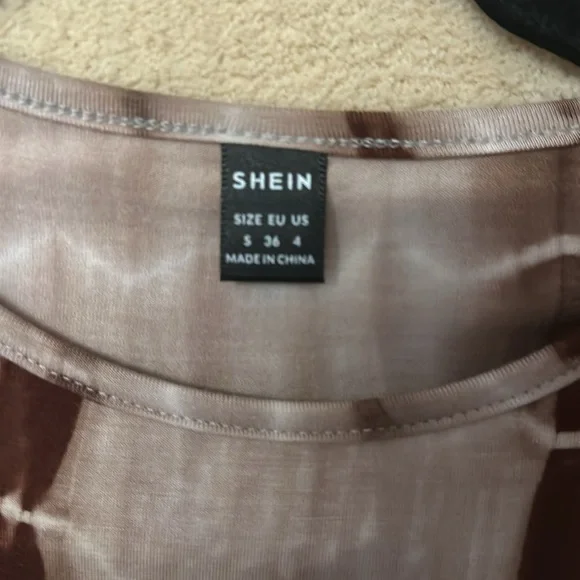 SHEIN
SIZE EU US
S 36 4
MADE IN CHINA